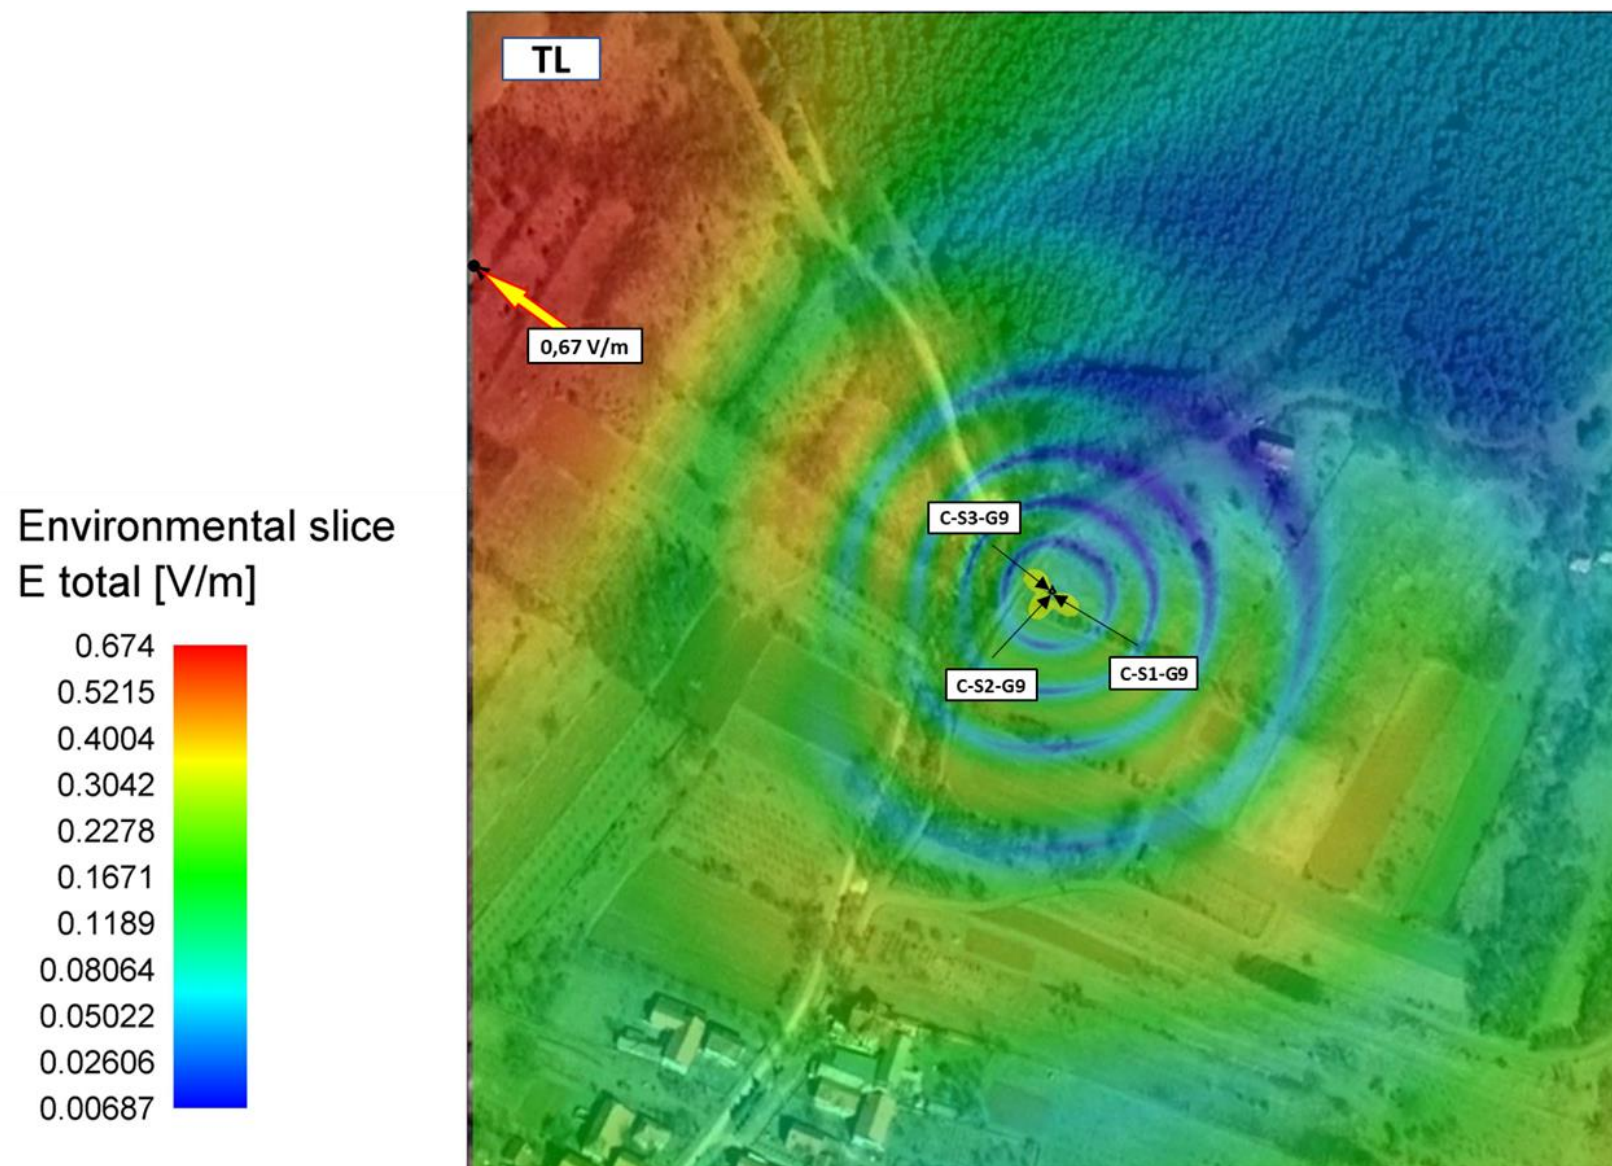 TL
0,67 V/m
C-S3-G9
C-S2-G9
C-S1-G9
Environmental slice
E total [V/m]
0.674
0.5215
0.4004
0.3042
0.2278
0.1671
0.1189
0.08064
0.05022
0.02606
0.00687